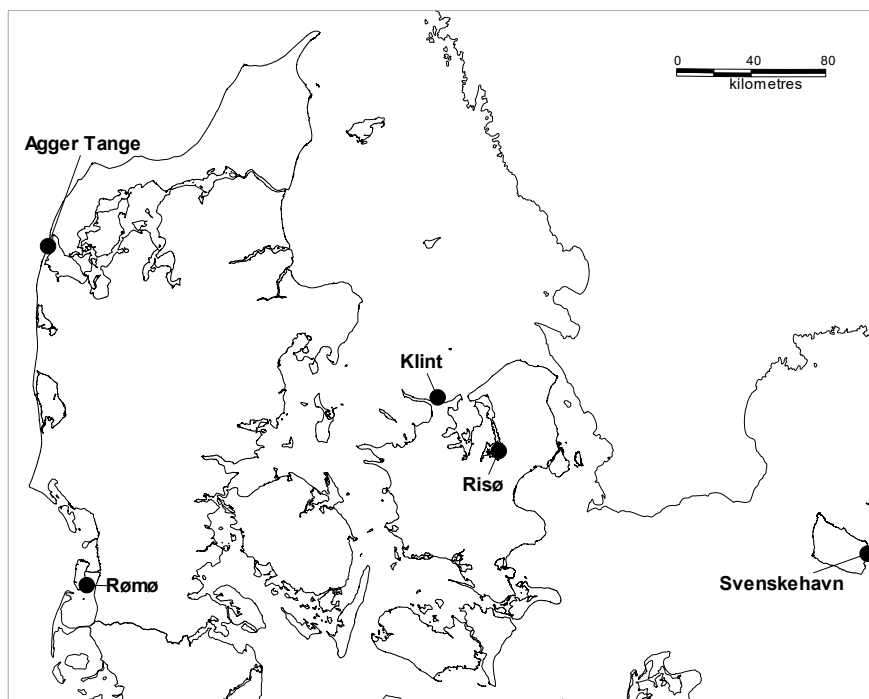 0 40 80
kilometres
Agger Tange
Klint
Risø
Rømø
Svenskehavn